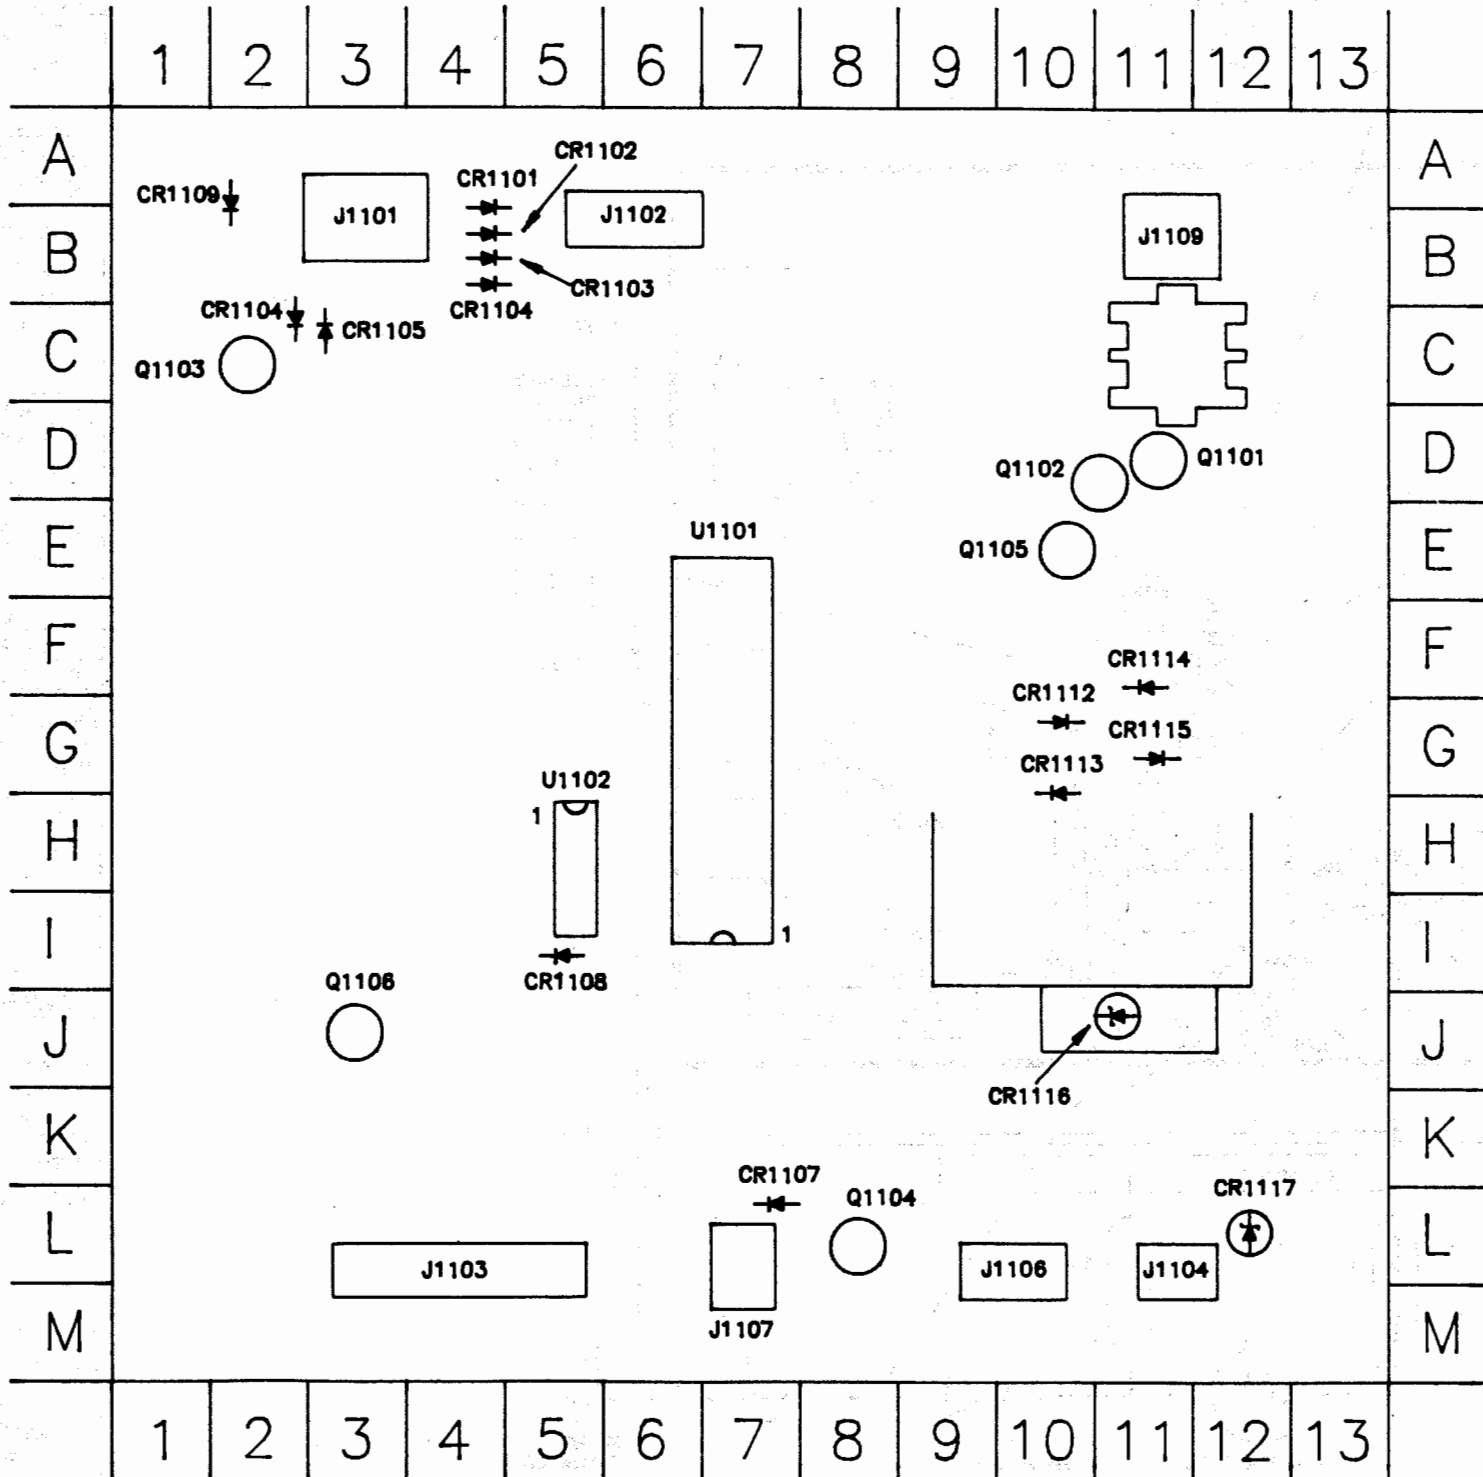 1 2 3 4 5 6 7 8 9 10 11 12 13
A A
CR1102
CR1101
CR1109
J1101
J1102
J1109
B B
CR1103
CR1104
CR1104
CR1105
C C
Q1103
D D
Q1102
Q1101
U1101
E E
Q1105
F F
CR1114
CR1112
CR1115
G G
CR1113
U1102
1
H H
1
I I
CR1108
Q1106
J J
CR1116
K K
CR1107
Q1104
CR1117
L L
J1103
J1106
J1104
J1107
M M
1 2 3 4 5 6 7 8 9 10 11 12 13